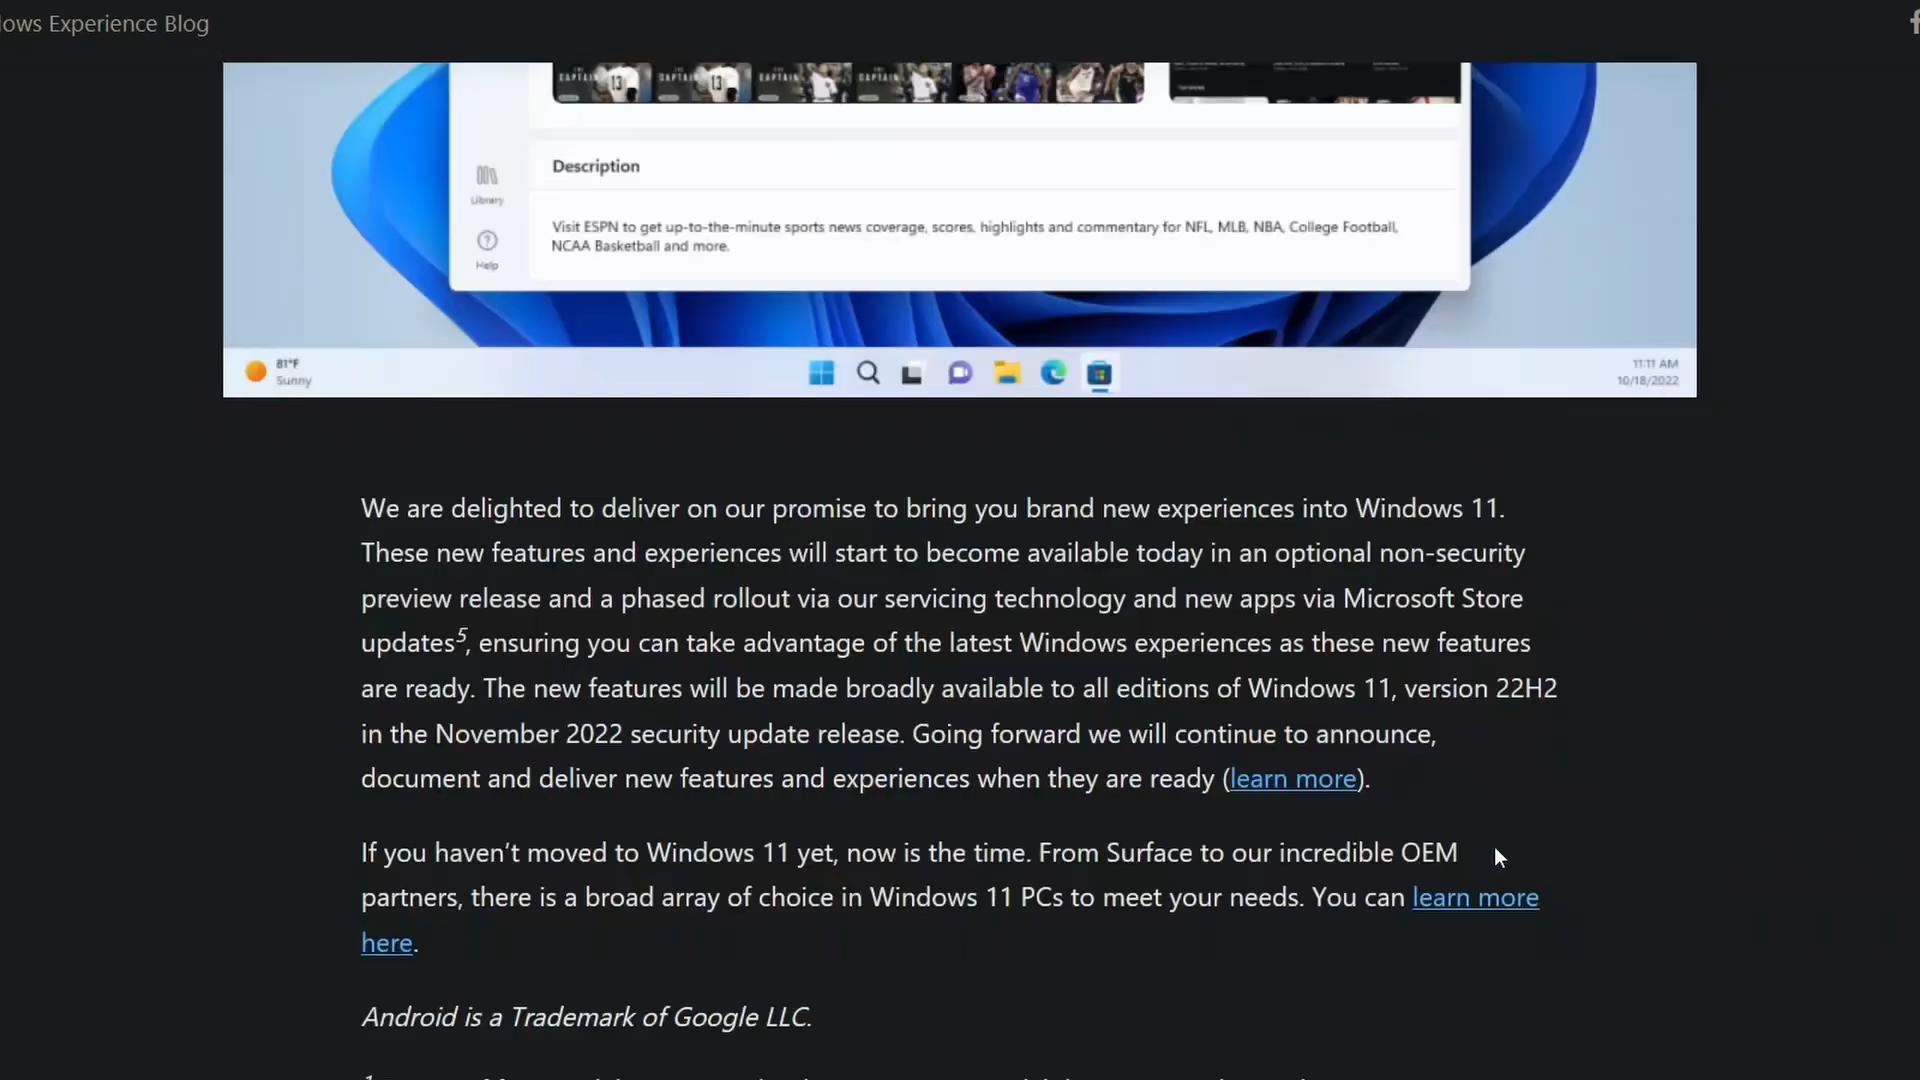 lows Experience Blog
CAPTAIN 13 CAPTAIN 13 CAPTAIN CAPTAIN
Description
Library
Visit ESPN to get up-to-the-minute sports news coverage, scores, highlights and commentary for NFL, MLB, NBA, College Football,
NCAA Basketball and more.
Help
81°F
Sunny
11:11 AM
10/18/2022
We are delighted to deliver on our promise to bring you brand new experiences into Windows 11.
These new features and experiences will start to become available today in an optional non-security
preview release and a phased rollout via our servicing technology and new apps via Microsoft Store
updates⁵, ensuring you can take advantage of the latest Windows experiences as these new features
are ready. The new features will be made broadly available to all editions of Windows 11, version 22H2
in the November 2022 security update release. Going forward we will continue to announce,
document and deliver new features and experiences when they are ready (learn more).
If you haven’t moved to Windows 11 yet, now is the time. From Surface to our incredible OEM
partners, there is a broad array of choice in Windows 11 PCs to meet your needs. You can learn more
here.
Android is a Trademark of Google LLC.